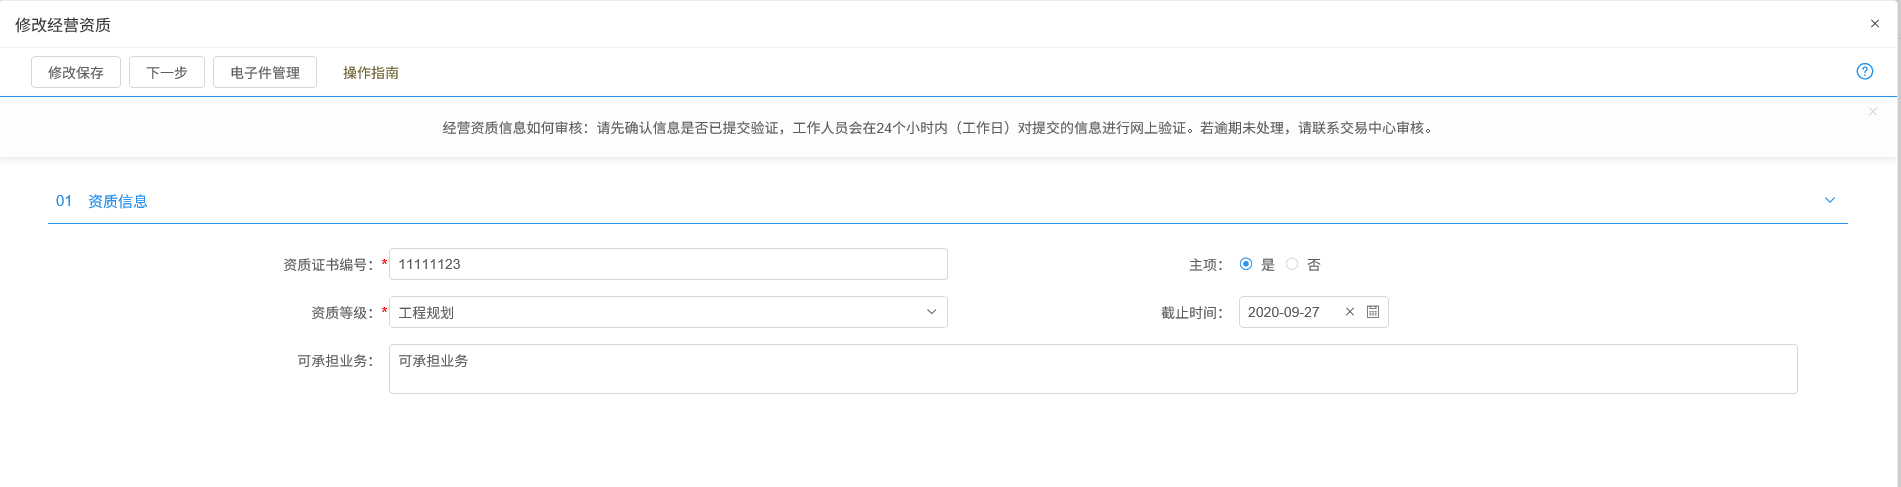 修改经营资质
修改保存 下一步 电子件管理 操作指南
经营资质信息如何审核：请先确认信息是否已提交验证，工作人员会在24个小时内（工作日）对提交的信息进行网上验证。若逾期未处理，请联系交易中心审核。
01 资质信息
资质证书编号：* 11111123 主项： 是 否
资质等级：* 工程规划 截止时间： 2020-09-27
可承担业务： 可承担业务